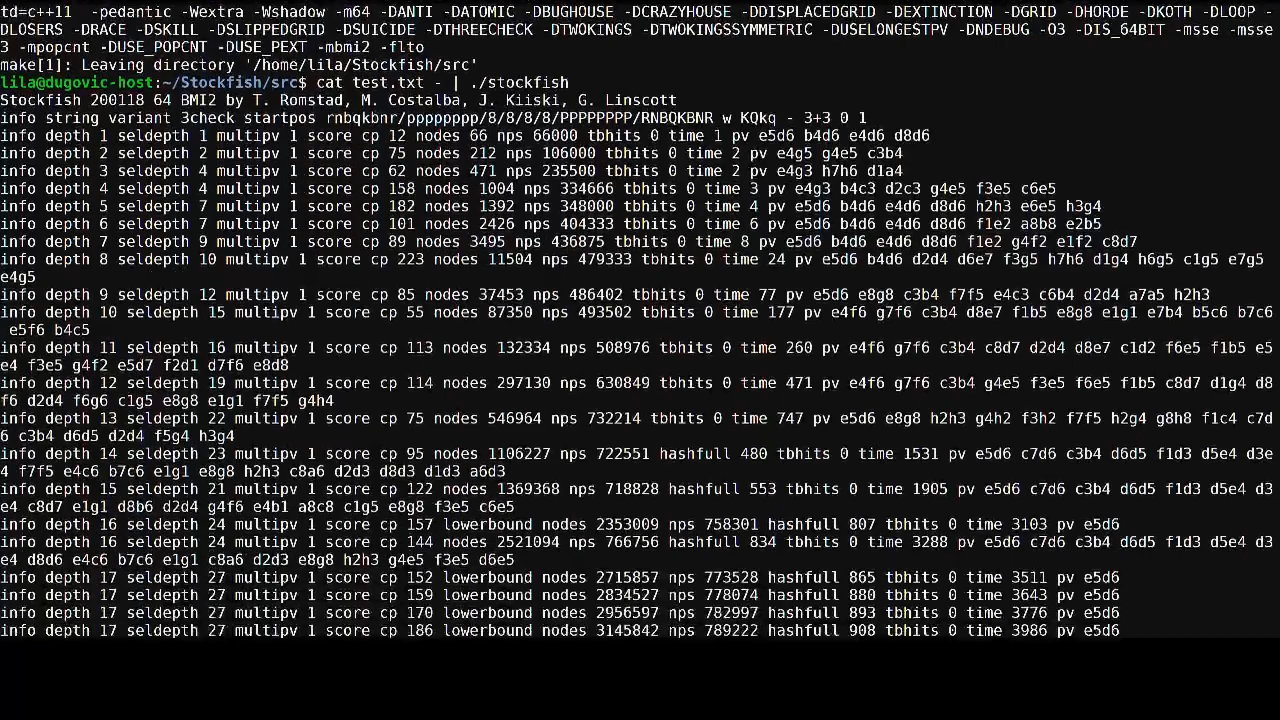 td=c++11  -pedantic -Wextra -Wshadow -m64 -DANTI -DATOMIC -DBUGHOUSE -DCRAZYHOUSE -DDISPLACEDGRID -DEXTINCTION -DGRID -DHORDE -DKOTH -DLOOP -
DLOSERS -DRACE -DSKILL -DSLIPPEDGRID -DSUICIDE -DTHREECHECK -DTWOKINGS -DTWOKINGSSYMMETRIC -DUSELONGESTPV -DNDEBUG -O3 -DIS_64BIT -msse -msse
3 -mpopcnt -DUSE_POPCNT -DUSE_PEXT -mbmi2 -flto
make[1]: Leaving directory '/home/lila/Stockfish/src'
lila@dugovic-host:~/Stockfish/src$ cat test.txt - | ./stockfish
Stockfish 200118 64 BMI2 by T. Romstad, M. Costalba, J. Kiiski, G. Linscott
info string variant 3check startpos rnbqkbnr/pppppppp/8/8/8/8/PPPPPPPP/RNBQKBNR w KQkq - 3+3 0 1
info depth 1 seldepth 1 multipv 1 score cp 12 nodes 66 nps 66000 tbhits 0 time 1 pv e5d6 b4d6 e4d6 d8d6
info depth 2 seldepth 2 multipv 1 score cp 75 nodes 212 nps 106000 tbhits 0 time 2 pv e4g5 g4e5 c3b4
info depth 3 seldepth 4 multipv 1 score cp 62 nodes 471 nps 235500 tbhits 0 time 2 pv e4g3 h7h6 d1a4
info depth 4 seldepth 4 multipv 1 score cp 158 nodes 1004 nps 334666 tbhits 0 time 3 pv e4g3 b4c3 d2c3 g4e5 f3e5 c6e5
info depth 5 seldepth 7 multipv 1 score cp 182 nodes 1392 nps 348000 tbhits 0 time 4 pv e5d6 b4d6 e4d6 d8d6 h2h3 e6e5 h3g4
info depth 6 seldepth 7 multipv 1 score cp 101 nodes 2426 nps 404333 tbhits 0 time 6 pv e5d6 b4d6 e4d6 d8d6 f1e2 a8b8 e2b5
info depth 7 seldepth 9 multipv 1 score cp 89 nodes 3495 nps 436875 tbhits 0 time 8 pv e5d6 b4d6 e4d6 d8d6 f1e2 g4f2 e1f2 c8d7
info depth 8 seldepth 10 multipv 1 score cp 223 nodes 11504 nps 479333 tbhits 0 time 24 pv e5d6 b4d6 d2d4 d6e7 f3g5 h7h6 d1g4 h6g5 c1g5 e7g5
e4g5
info depth 9 seldepth 12 multipv 1 score cp 85 nodes 37453 nps 486402 tbhits 0 time 77 pv e5d6 e8g8 c3b4 f7f5 e4c3 c6b4 d2d4 a7a5 h2h3
info depth 10 seldepth 15 multipv 1 score cp 55 nodes 87350 nps 493502 tbhits 0 time 177 pv e4f6 g7f6 c3b4 d8e7 f1b5 e8g8 e1g1 e7b4 b5c6 b7c6
 e5f6 b4c5
info depth 11 seldepth 16 multipv 1 score cp 113 nodes 132334 nps 508976 tbhits 0 time 260 pv e4f6 g7f6 c3b4 c8d7 d2d4 d8e7 c1d2 f6e5 f1b5 e5
e4 f3e5 g4f2 e5d7 f2d1 d7f6 e8d8
info depth 12 seldepth 19 multipv 1 score cp 114 nodes 297130 nps 630849 tbhits 0 time 471 pv e4f6 g7f6 c3b4 g4e5 f3e5 f6e5 f1b5 c8d7 d1g4 d8
f6 d2d4 f6g6 c1g5 e8g8 e1g1 f7f5 g4h4
info depth 13 seldepth 22 multipv 1 score cp 75 nodes 546964 nps 732214 tbhits 0 time 747 pv e5d6 e8g8 h2h3 g4h2 f3h2 f7f5 h2g4 g8h8 f1c4 c7d
6 c3b4 d6d5 d2d4 f5g4 h3g4
info depth 14 seldepth 23 multipv 1 score cp 95 nodes 1106227 nps 722551 hashfull 480 tbhits 0 time 1531 pv e5d6 c7d6 c3b4 d6d5 f1d3 d5e4 d3e
4 f7f5 e4c6 b7c6 e1g1 e8g8 h2h3 c8a6 d2d3 d8d3 d1d3 a6d3
info depth 15 seldepth 21 multipv 1 score cp 122 nodes 1369368 nps 718828 hashfull 553 tbhits 0 time 1905 pv e5d6 c7d6 c3b4 d6d5 f1d3 d5e4 d3
e4 c8d7 e1g1 d8b6 d2d4 g4f6 e4b1 a8c8 c1g5 e8g8 f3e5 c6e5
info depth 16 seldepth 24 multipv 1 score cp 157 lowerbound nodes 2353009 nps 758301 hashfull 807 tbhits 0 time 3103 pv e5d6
info depth 16 seldepth 24 multipv 1 score cp 144 nodes 2521094 nps 766756 hashfull 834 tbhits 0 time 3288 pv e5d6 c7d6 c3b4 d6d5 f1d3 d5e4 d3
e4 d8d6 e4c6 b7c6 e1g1 c8a6 d2d3 e8g8 h2h3 g4e5 f3e5 d6e5
info depth 17 seldepth 27 multipv 1 score cp 152 lowerbound nodes 2715857 nps 773528 hashfull 865 tbhits 0 time 3511 pv e5d6
info depth 17 seldepth 27 multipv 1 score cp 159 lowerbound nodes 2834527 nps 778074 hashfull 880 tbhits 0 time 3643 pv e5d6
info depth 17 seldepth 27 multipv 1 score cp 170 lowerbound nodes 2956597 nps 782997 hashfull 893 tbhits 0 time 3776 pv e5d6
info depth 17 seldepth 27 multipv 1 score cp 186 lowerbound nodes 3145842 nps 789222 hashfull 908 tbhits 0 time 3986 pv e5d6